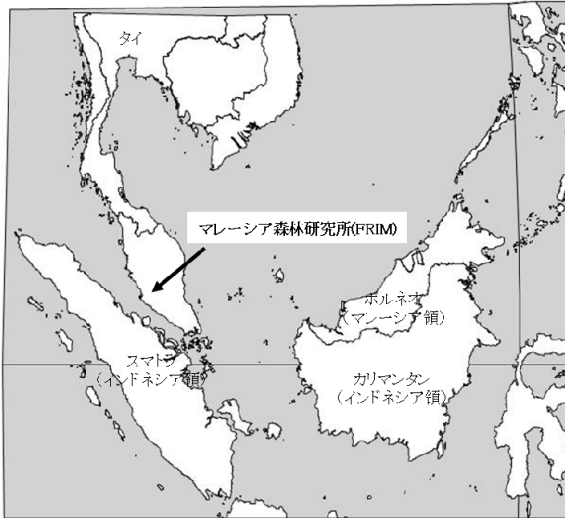 タイ
マレーシア森林研究所(FRIM)
ボルネオ
(マレーシア領)
スマトラ
(インドネシア領)
カリマンタン
(インドネシア領)